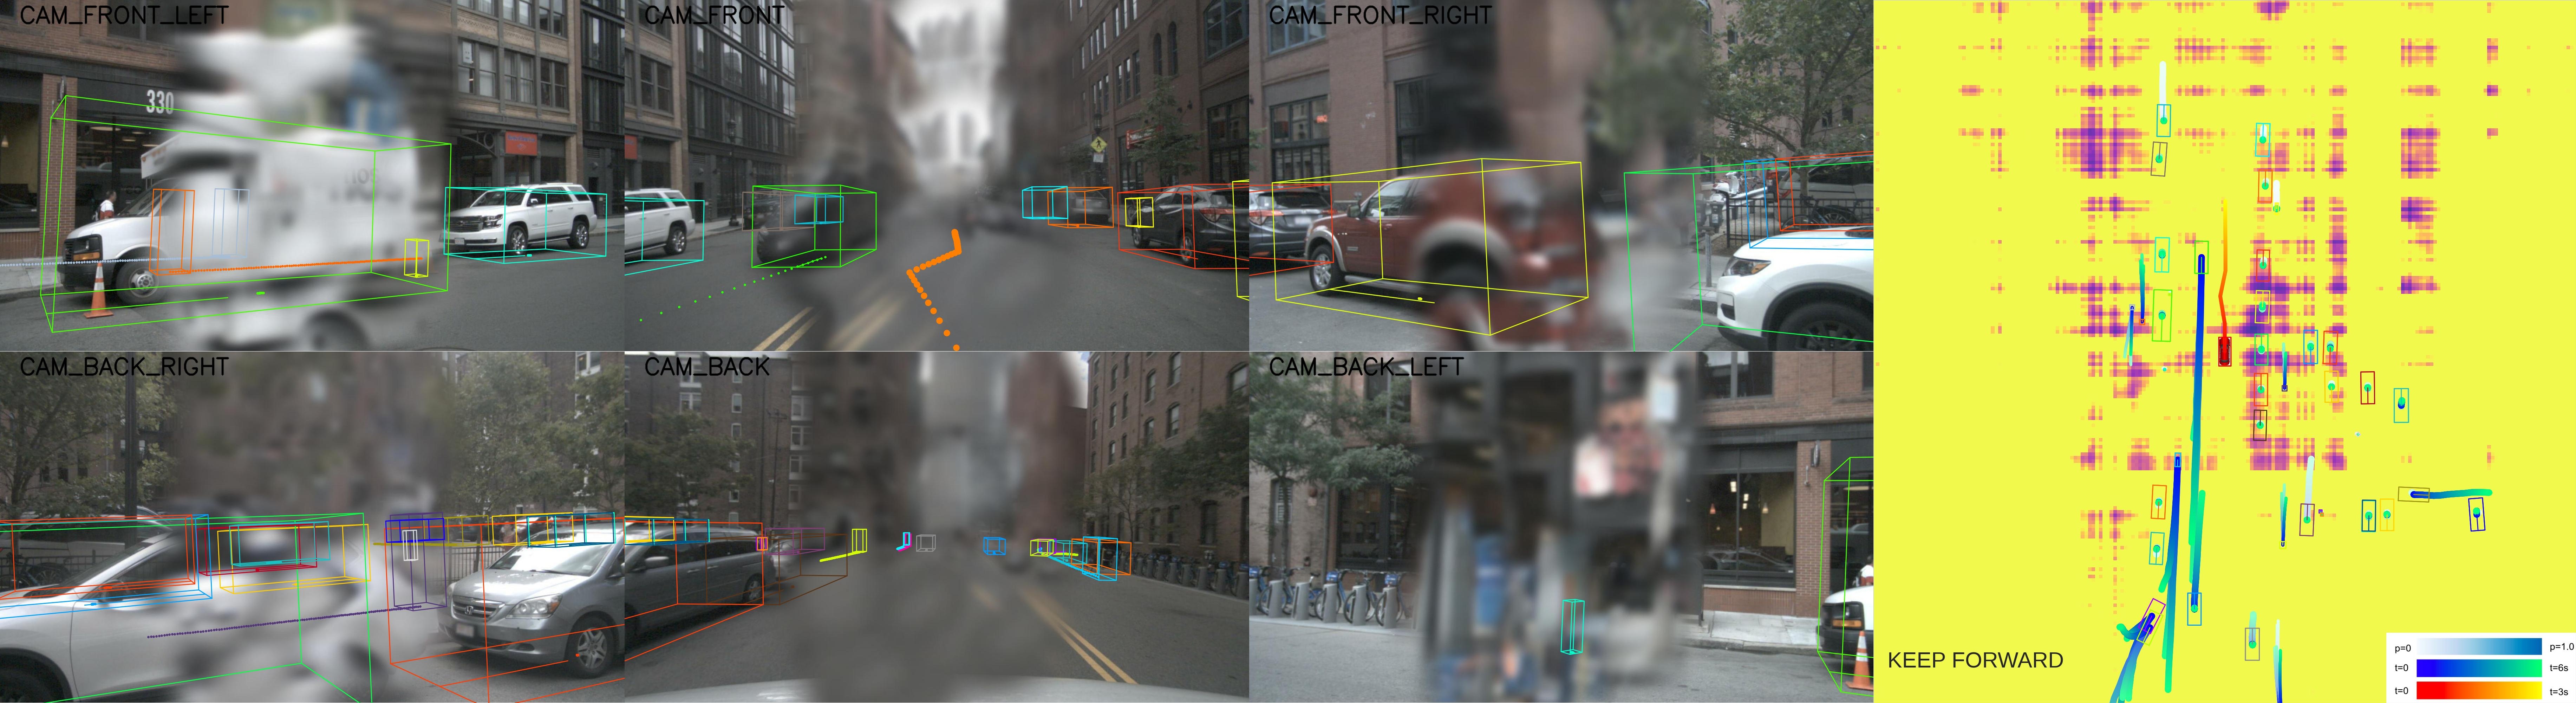 CAM_FRONT_LEFT
CAM_FRONT
CAM_FRONT_RIGHT
330
CAM_BACK_RIGHT
CAM_BACK
CAM_BACK_LEFT
KEEP FORWARD
p=0
p=1.0
t=0
t=6s
t=0
t=3s